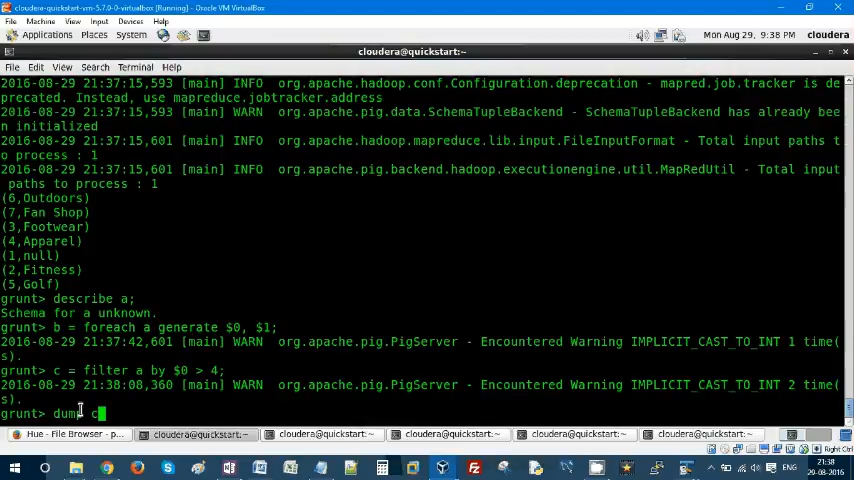 cloudera-quickstart-vm-5.7.0-0-virtualbox [Running] - Oracle VM VirtualBox
File Machine View Input Devices Help
Applications Places System Mon Aug 29, 9:38 PM cloudera
cloudera@quickstart:~
File Edit View Search Terminal Help
2016-08-29 21:37:15,593 [main] INFO org.apache.hadoop.conf.Configuration.deprecation - mapred.job.tracker is de
precated. Instead, use mapreduce.jobtracker.address
2016-08-29 21:37:15,593 [main] WARN org.apache.pig.data.SchemaTupleBackend - SchemaTupleBackend has already bee
n initialized
2016-08-29 21:37:15,601 [main] INFO org.apache.hadoop.mapreduce.lib.input.FileInputFormat - Total input paths t
o process : 1
2016-08-29 21:37:15,601 [main] INFO org.apache.pig.backend.hadoop.executionengine.util.MapRedUtil - Total input
paths to process : 1
(6,Outdoors)
(7,Fan Shop)
(3,Footwear)
(4,Apparel)
(1,null)
(2,Fitness)
(5,Golf)
grunt> describe a;
Schema for a unknown.
grunt> b = foreach a generate $0, $1;
2016-08-29 21:37:42,601 [main] WARN org.apache.pig.PigServer - Encountered Warning IMPLICIT_CAST_TO_INT 1 time(
s).
grunt> c = filter a by $0 > 4;
2016-08-29 21:38:08,360 [main] WARN org.apache.pig.PigServer - Encountered Warning IMPLICIT_CAST_TO_INT 2 time(
s).
grunt> dump c
Hue - File Browser - p... cloudera@quickstart:~ cloudera@quickstart:~ cloudera@quickstart:~ cloudera@quickstart:~ cloudera@quickstart:~
Right Ctrl
ENG 21:38
29-08-2016